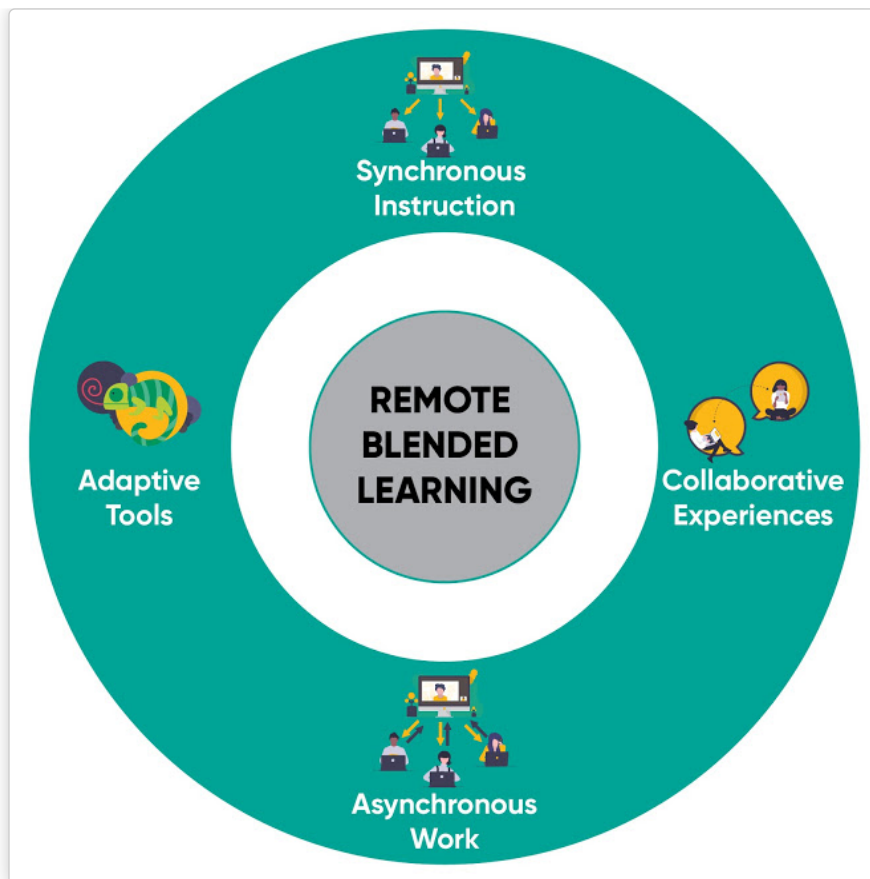 Synchronous
Instruction
REMOTE
BLENDED
LEARNING
Adaptive
Tools
Collaborative
Experiences
Asynchronous
Work